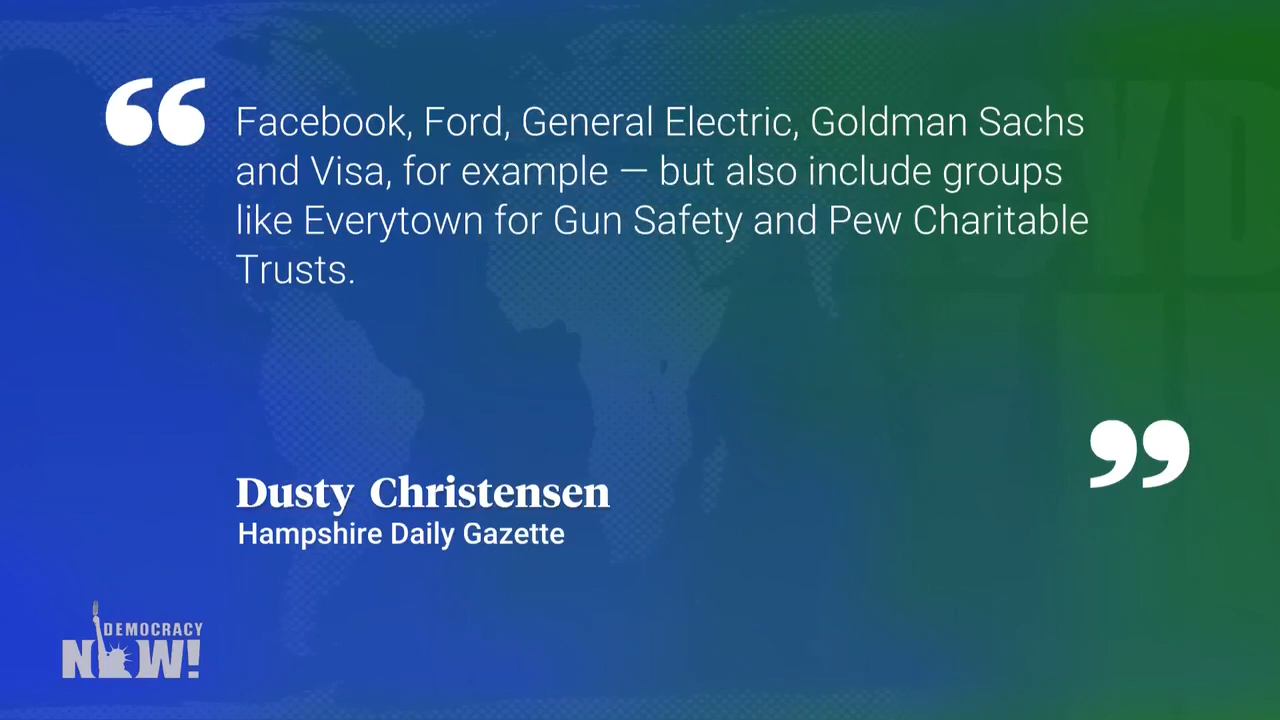 “ Facebook, Ford, General Electric, Goldman Sachs
and Visa, for example — but also include groups
like Everytown for Gun Safety and Pew Charitable
Trusts.
”
Dusty Christensen
Hampshire Daily Gazette
DEMOCRACY
NOW!